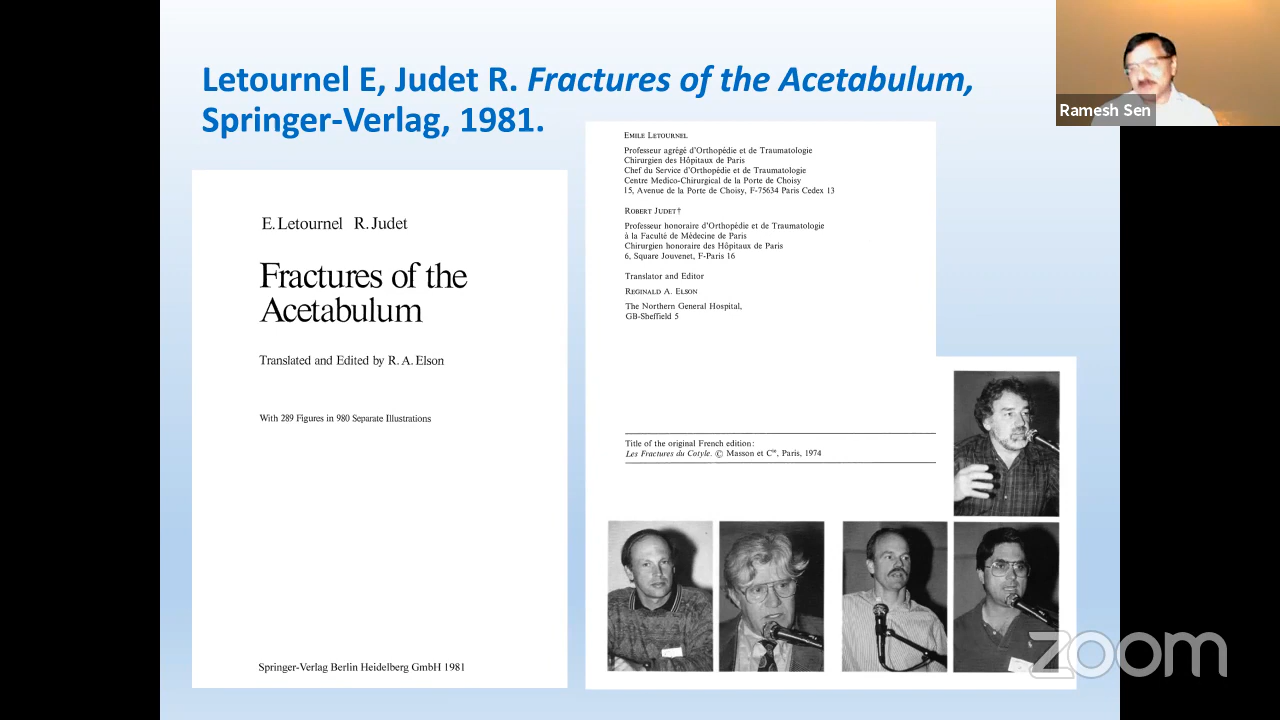 Letournel E, Judet R. Fractures of the Acetabulum,
Springer-Verlag, 1981.
Ramesh Sen
E. Letournel R. Judet
Fractures of the
Acetabulum
Translated and Edited by R. A. Elson
With 289 Figures in 980 Separate Illustrations
Springer-Verlag Berlin Heidelberg GmbH 1981
EMILE LETOURNEL
Professeur agrégé d'Orthopédie et de Traumatologie
Chirurgien des Hôpitaux de Paris
Chef du Service d'Orthopédie et de Traumatologie
Centre Medico-Chirurgical de la Porte de Choisy
15, Avenue de la Porte de Choisy, F-75634 Paris Cedex 13
ROBERT JUDET†
Professeur honoraire d'Orthopédie et de Traumatologie
à la Faculté de Médecine de Paris
Chirurgien honoraire des Hôpitaux de Paris
6, Square Jouvenet, F-Paris 16
Translator and Editor
REGINALD A. ELSON
The Northern General Hospital,
GB-Sheffield 5
Title of the original French edition:
Les Fractures du Cotyle. © Masson et Cie, Paris, 1974
zoom